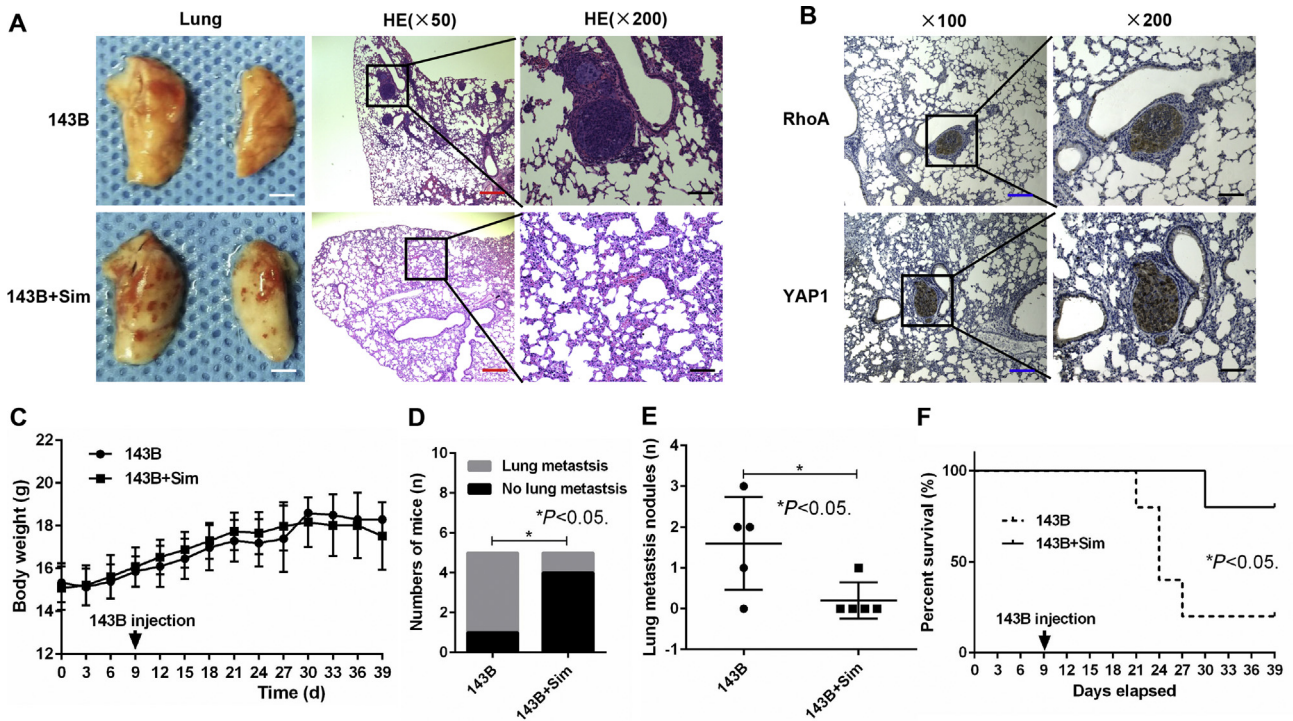 A
Lung
HE(×50)
HE(×200)
143B
143B+Sim
B
×100
×200
RhoA
YAP1
C
Body weight (g)
22
20
18
16
14
12
143B
143B+Sim
143B injection
0 3 6 9 12 15 18 21 24 27 30 33 36 39
Time (d)
D
Numbers of mice (n)
10
8
6
4
2
0
Lung metastsis
No lung metastsis
*P<0.05.
*
143B
143B+Sim
E
Lung metastasis nodules (n)
4
3
2
1
0
-1
*
*P<0.05.
143B
143B+Sim
F
Percent survival (%)
100
50
0
143B
143B+Sim
*P<0.05.
143B injection
0 3 6 9 12 15 18 21 24 27 30 33 36 39
Days elapsed